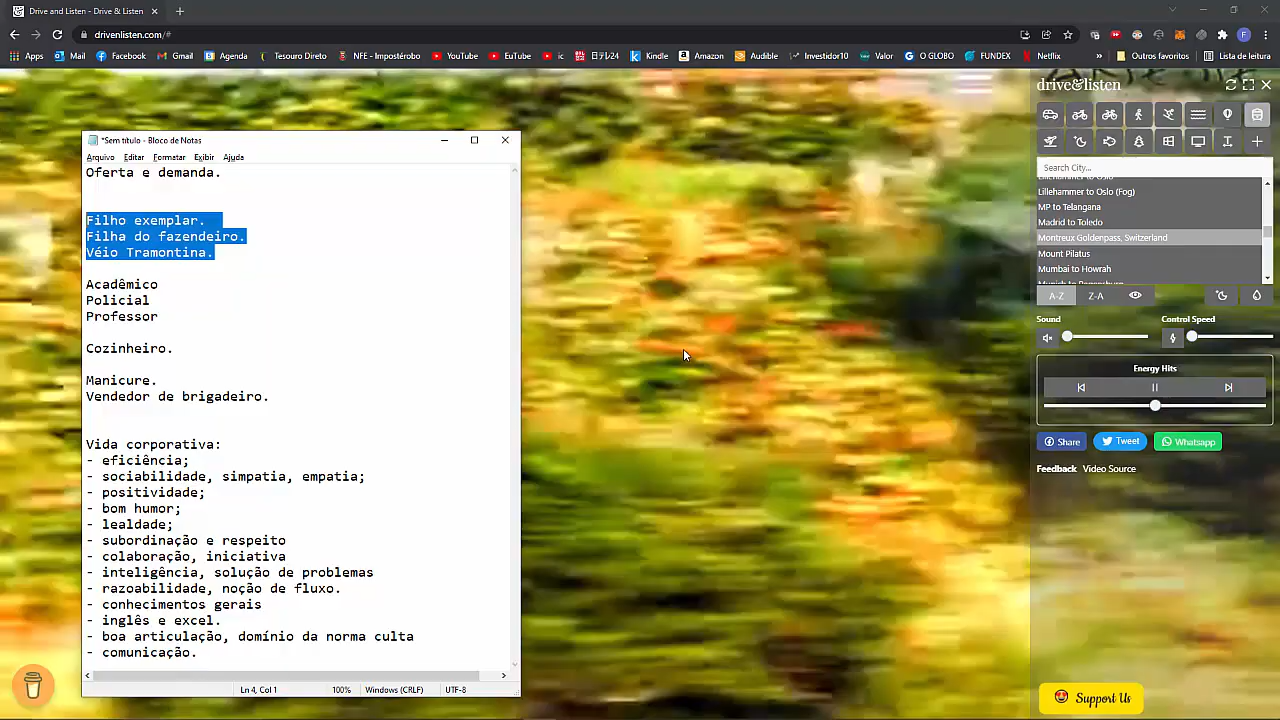 Drive and Listen - Drive & Listen
drivenlisten.com/#
Apps
Mail
Facebook
Gmail
Agenda
Tesouro Direto
NFE - Impostérobo
YouTube
EuTube
ic
日テレ24
Kindle
Amazon
Audible
Investidor10
Valor
O GLOBO
FUNDEX
Netflix
»
Outros favoritos
Lista de leitura
*Sem título - Bloco de Notas
Arquivo Editar Formatar Exibir Ajuda
Oferta e demanda.
Filho exemplar.
Filha do fazendeiro.
Véio Tramontina.
Acadêmico
Policial
Professor
Cozinheiro.
Manicure.
Vendedor de brigadeiro.
Vida corporativa:
- eficiência;
- sociabilidade, simpatia, empatia;
- positividade;
- bom humor;
- lealdade;
- subordinação e respeito
- colaboração, iniciativa
- inteligência, solução de problemas
- razoabilidade, noção de fluxo.
- conhecimentos gerais
- inglês e excel.
- boa articulação, domínio da norma culta
- comunicação.
Ln 4, Col 1
100%
Windows (CRLF)
UTF-8
drive&listen
Search City...
Lillehammer to Oslo (Fog)
MP to Telangana
Madrid to Toledo
Montreux Goldenpass, Switzerland
Mount Pilatus
Mumbai to Howrah
A-Z
Z-A
Sound
Control Speed
Energy Hits
Share
Tweet
Whatsapp
Feedback Video Source
Support Us